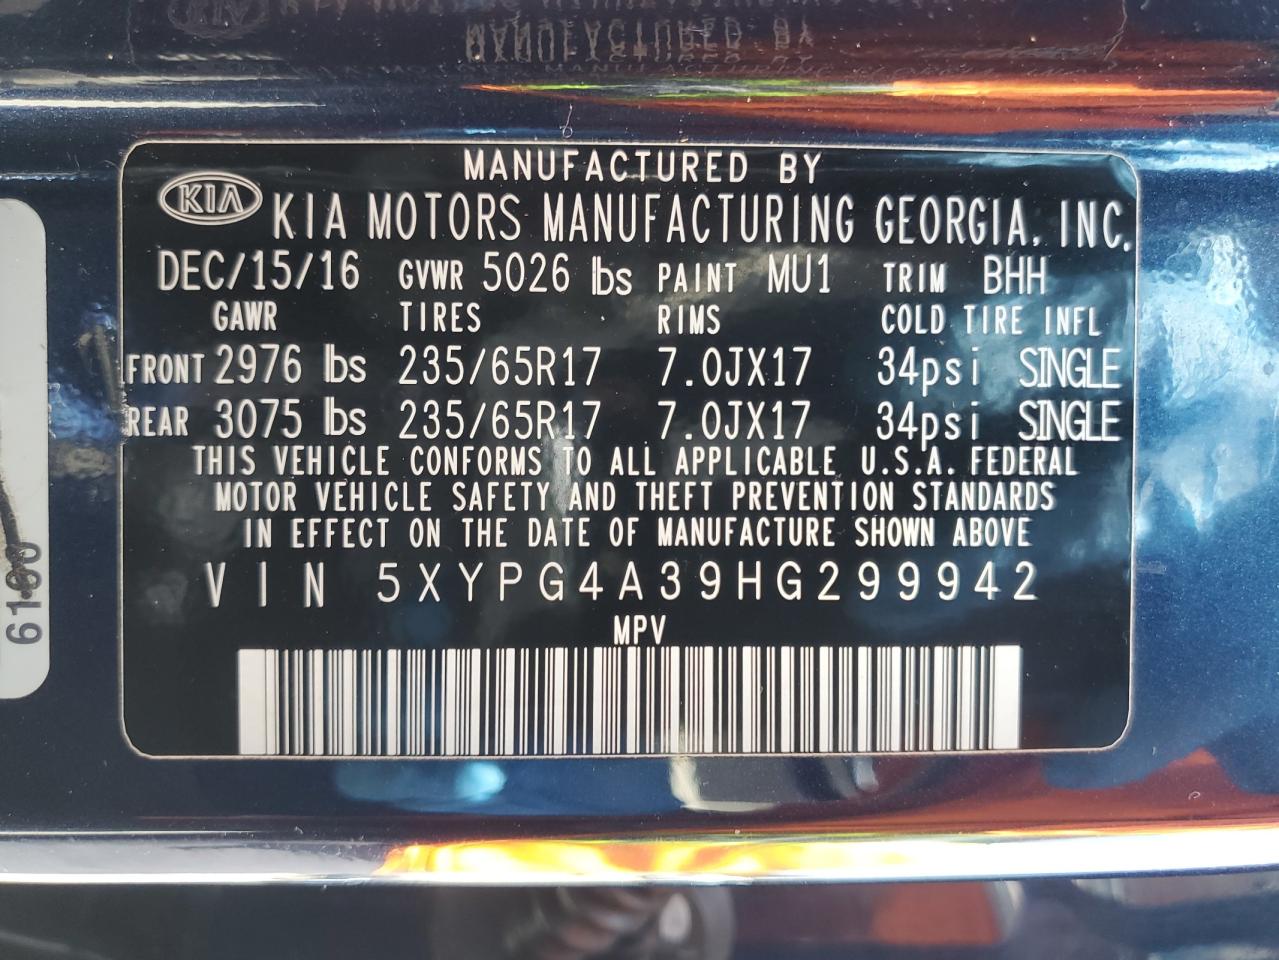 MANUFACTURED BY
KIA KIA MOTORS MANUFACTURING GEORGIA, INC.
DEC/15/16 GVWR 5026 lbs PAINT MU1 TRIM BHH
GAWR TIRES RIMS COLD TIRE INFL
FRONT 2976 lbs 235/65R17 7.0JX17 34psi SINGLE
REAR 3075 lbs 235/65R17 7.0JX17 34psi SINGLE
THIS VEHICLE CONFORMS TO ALL APPLICABLE U.S.A. FEDERAL
MOTOR VEHICLE SAFETY AND THEFT PREVENTION STANDARDS
IN EFFECT ON THE DATE OF MANUFACTURE SHOWN ABOVE
VIN 5XYPG4A39HG299942
MPV
6100